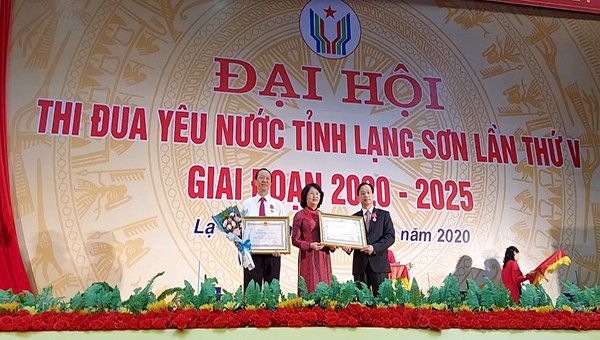 ĐẠI HỘI
THI ĐUA YÊU NƯỚC TỈNH LẠNG SƠN LẦN THỨ V
GIAI ĐOẠN 2020 - 2025
năm 2020